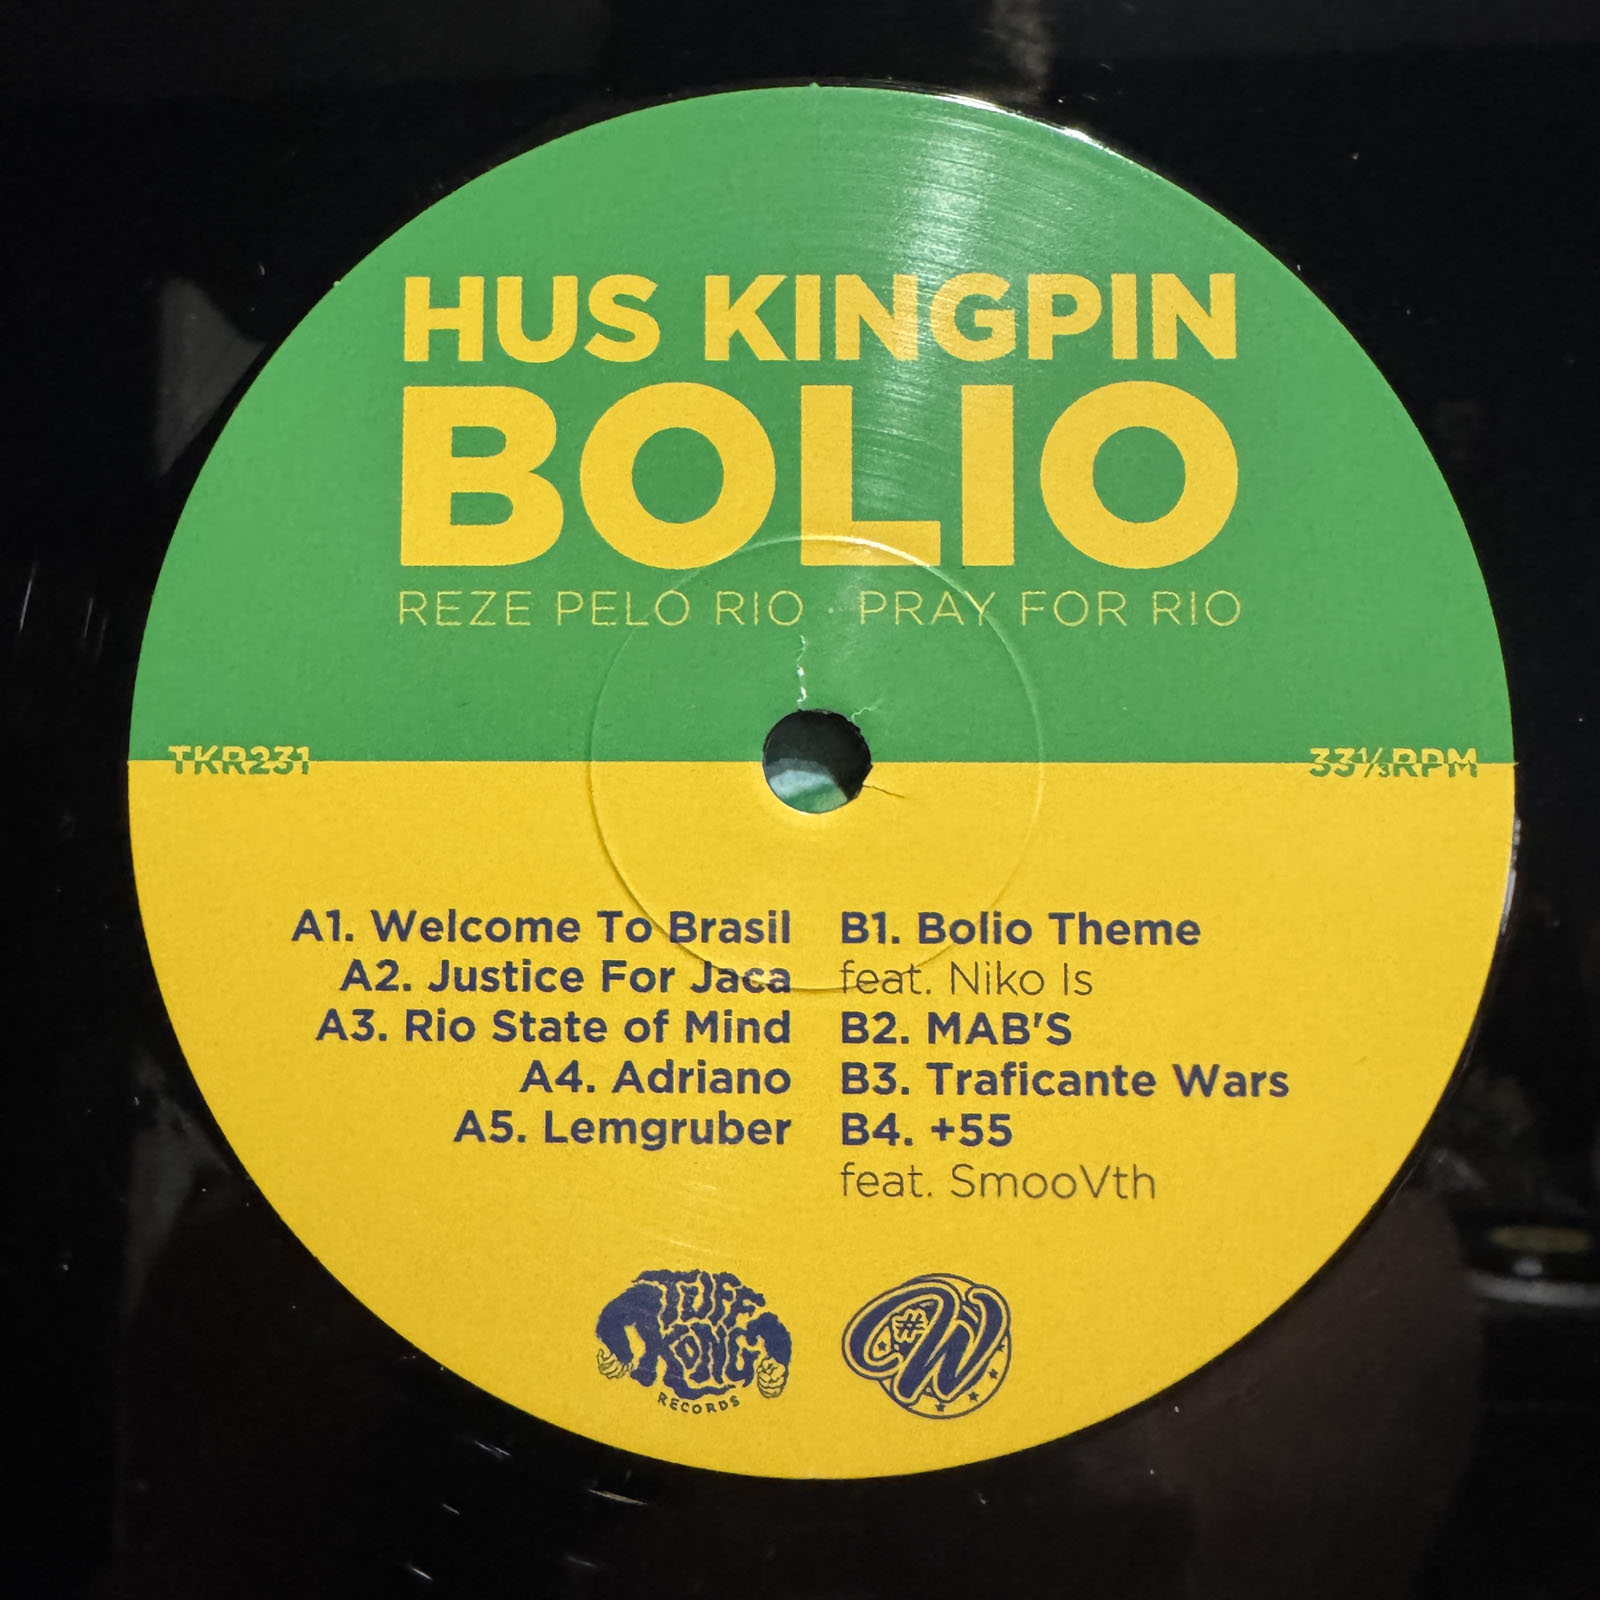 HUS KINGPIN
BOLIO
REZE PELO RIO · PRAY FOR RIO
TKR231
33⅓RPM
A1. Welcome To Brasil
A2. Justice For Jaca
A3. Rio State of Mind
A4. Adriano
A5. Lemgruber
B1. Bolio Theme
feat. Niko Is
B2. MAB'S
B3. Traficante Wars
B4. +55
feat. SmooVth
TUFF
KONG
RECORDS
#W